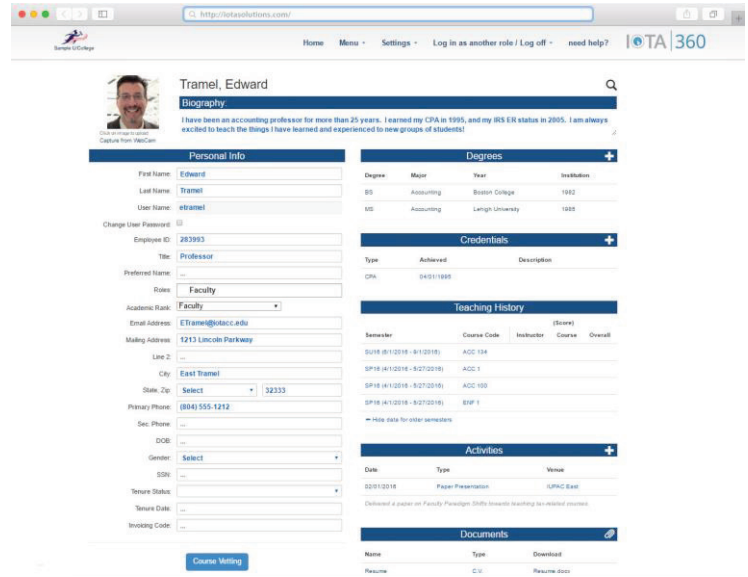 http://iotasolutions.com/
Sample U/College
Home Menu Settings Log in as another role / Log off need help? IOTA 360
Tramel, Edward
Biography:
I have been an accounting professor for more than 25 years. I earned my CPA in 1995, and my IRS ER status in 2005. I am always
excited to teach the things I have learned and experienced to new groups of students!
Click on image to upload
Capture from WebCam
Personal Info
First Name: Edward
Last Name: Tramel
User Name: etramel
Change User Password:
Employee ID: 283993
Title: Professor
Preferred Name: ...
Roles: Faculty
Academic Rank: Faculty
Email Address: ETramel@iotacc.edu
Mailing Address: 1213 Lincoln Parkway
Line 2: ...
City: East Tramel
State, Zip: Select 32333
Primary Phone: (804) 555-1212
Sec. Phone: ...
DOB: ...
Gender: Select
SSN: ...
Tenure Status:
Tenure Date: ...
Invoicing Code: ...
Course Vetting
Degrees +
Degree Major Year Institution
BS Accounting Boston College 1982
MS Accounting Lehigh University 1985
Credentials +
Type Achieved Description
CPA 04/01/1995
Teaching History
(Score)
Semester Course Code Instructor Course Overall
SU16 (6/1/2016 - 9/1/2016) ACC 134
SP16 (4/1/2016 - 5/27/2016) ACC 1
SP16 (4/1/2016 - 5/27/2016) ACC 100
SP16 (4/1/2016 - 5/27/2016) BNF 1
Hide data for older semesters
Activities +
Date Type Venue
02/01/2016 Paper Presentation IUPAC East
Delivered a paper on Faculty Paradigm Shifts towards teaching tax-related courses.
Documents
Name Type Download
Resume C.V. Resume.docx